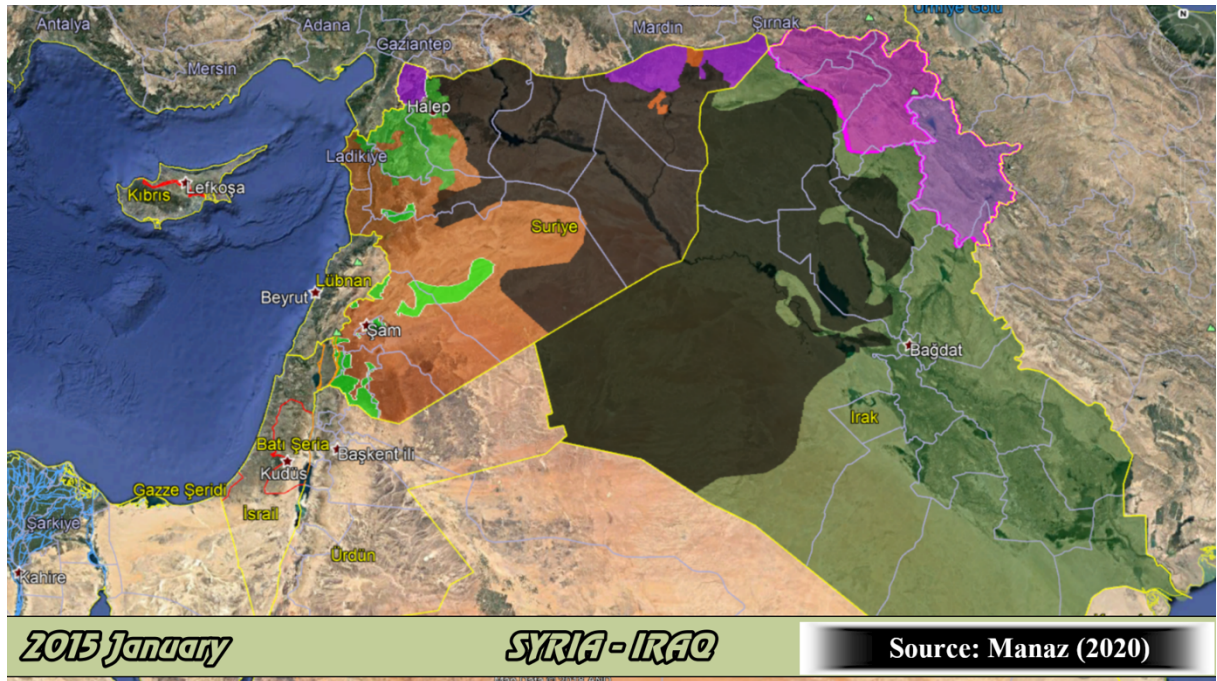 Antalya
Adana
Mardin
Şırnak
Gaziantep
Mersin
N
Halep
Ladikiye
Lefkoşa
Kıbrıs
Suriye
Lübnan
Beyrut
Şam
Bağdat
Irak
Batı Şeria
Başkent ili
Kudüs
Gazze Şeridi
İsrail
Şarkiye
Ürdün
Kahire
2015 January
SYRIA - IRAQ
Source: Manaz (2020)